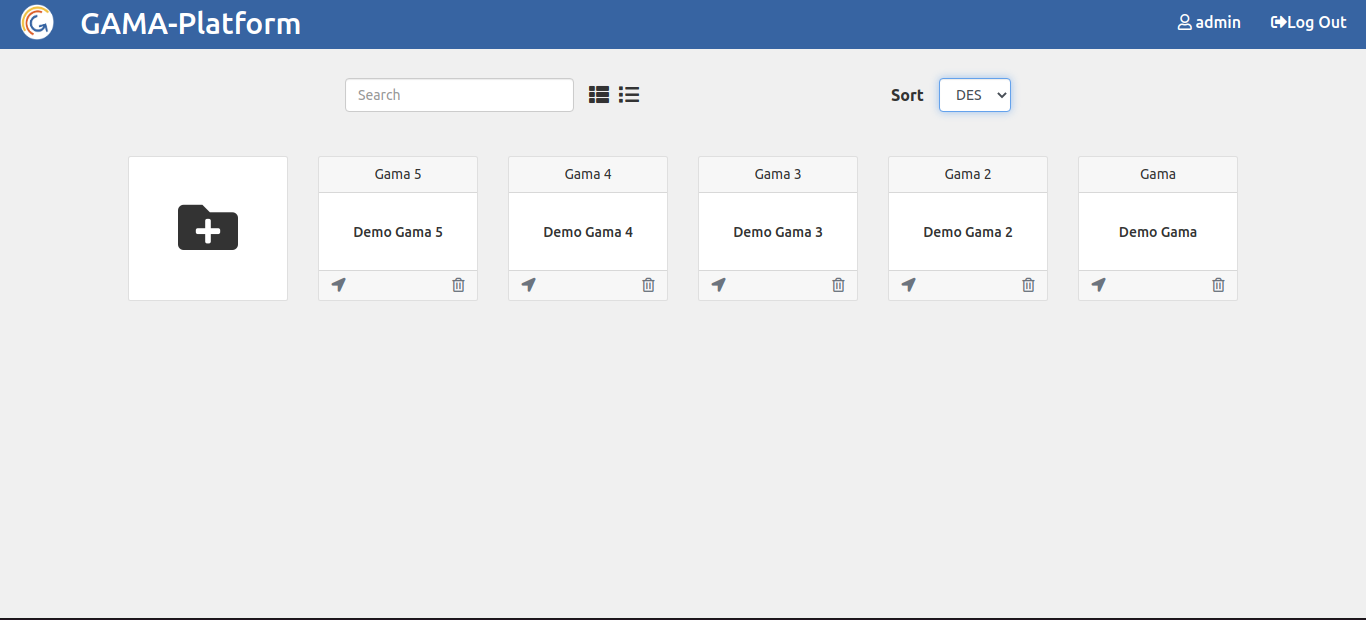 GAMA-Platform
admin
Log Out
Search
Sort
DES
Gama 5
Gama 4
Gama 3
Gama 2
Gama
Demo Gama 5
Demo Gama 4
Demo Gama 3
Demo Gama 2
Demo Gama